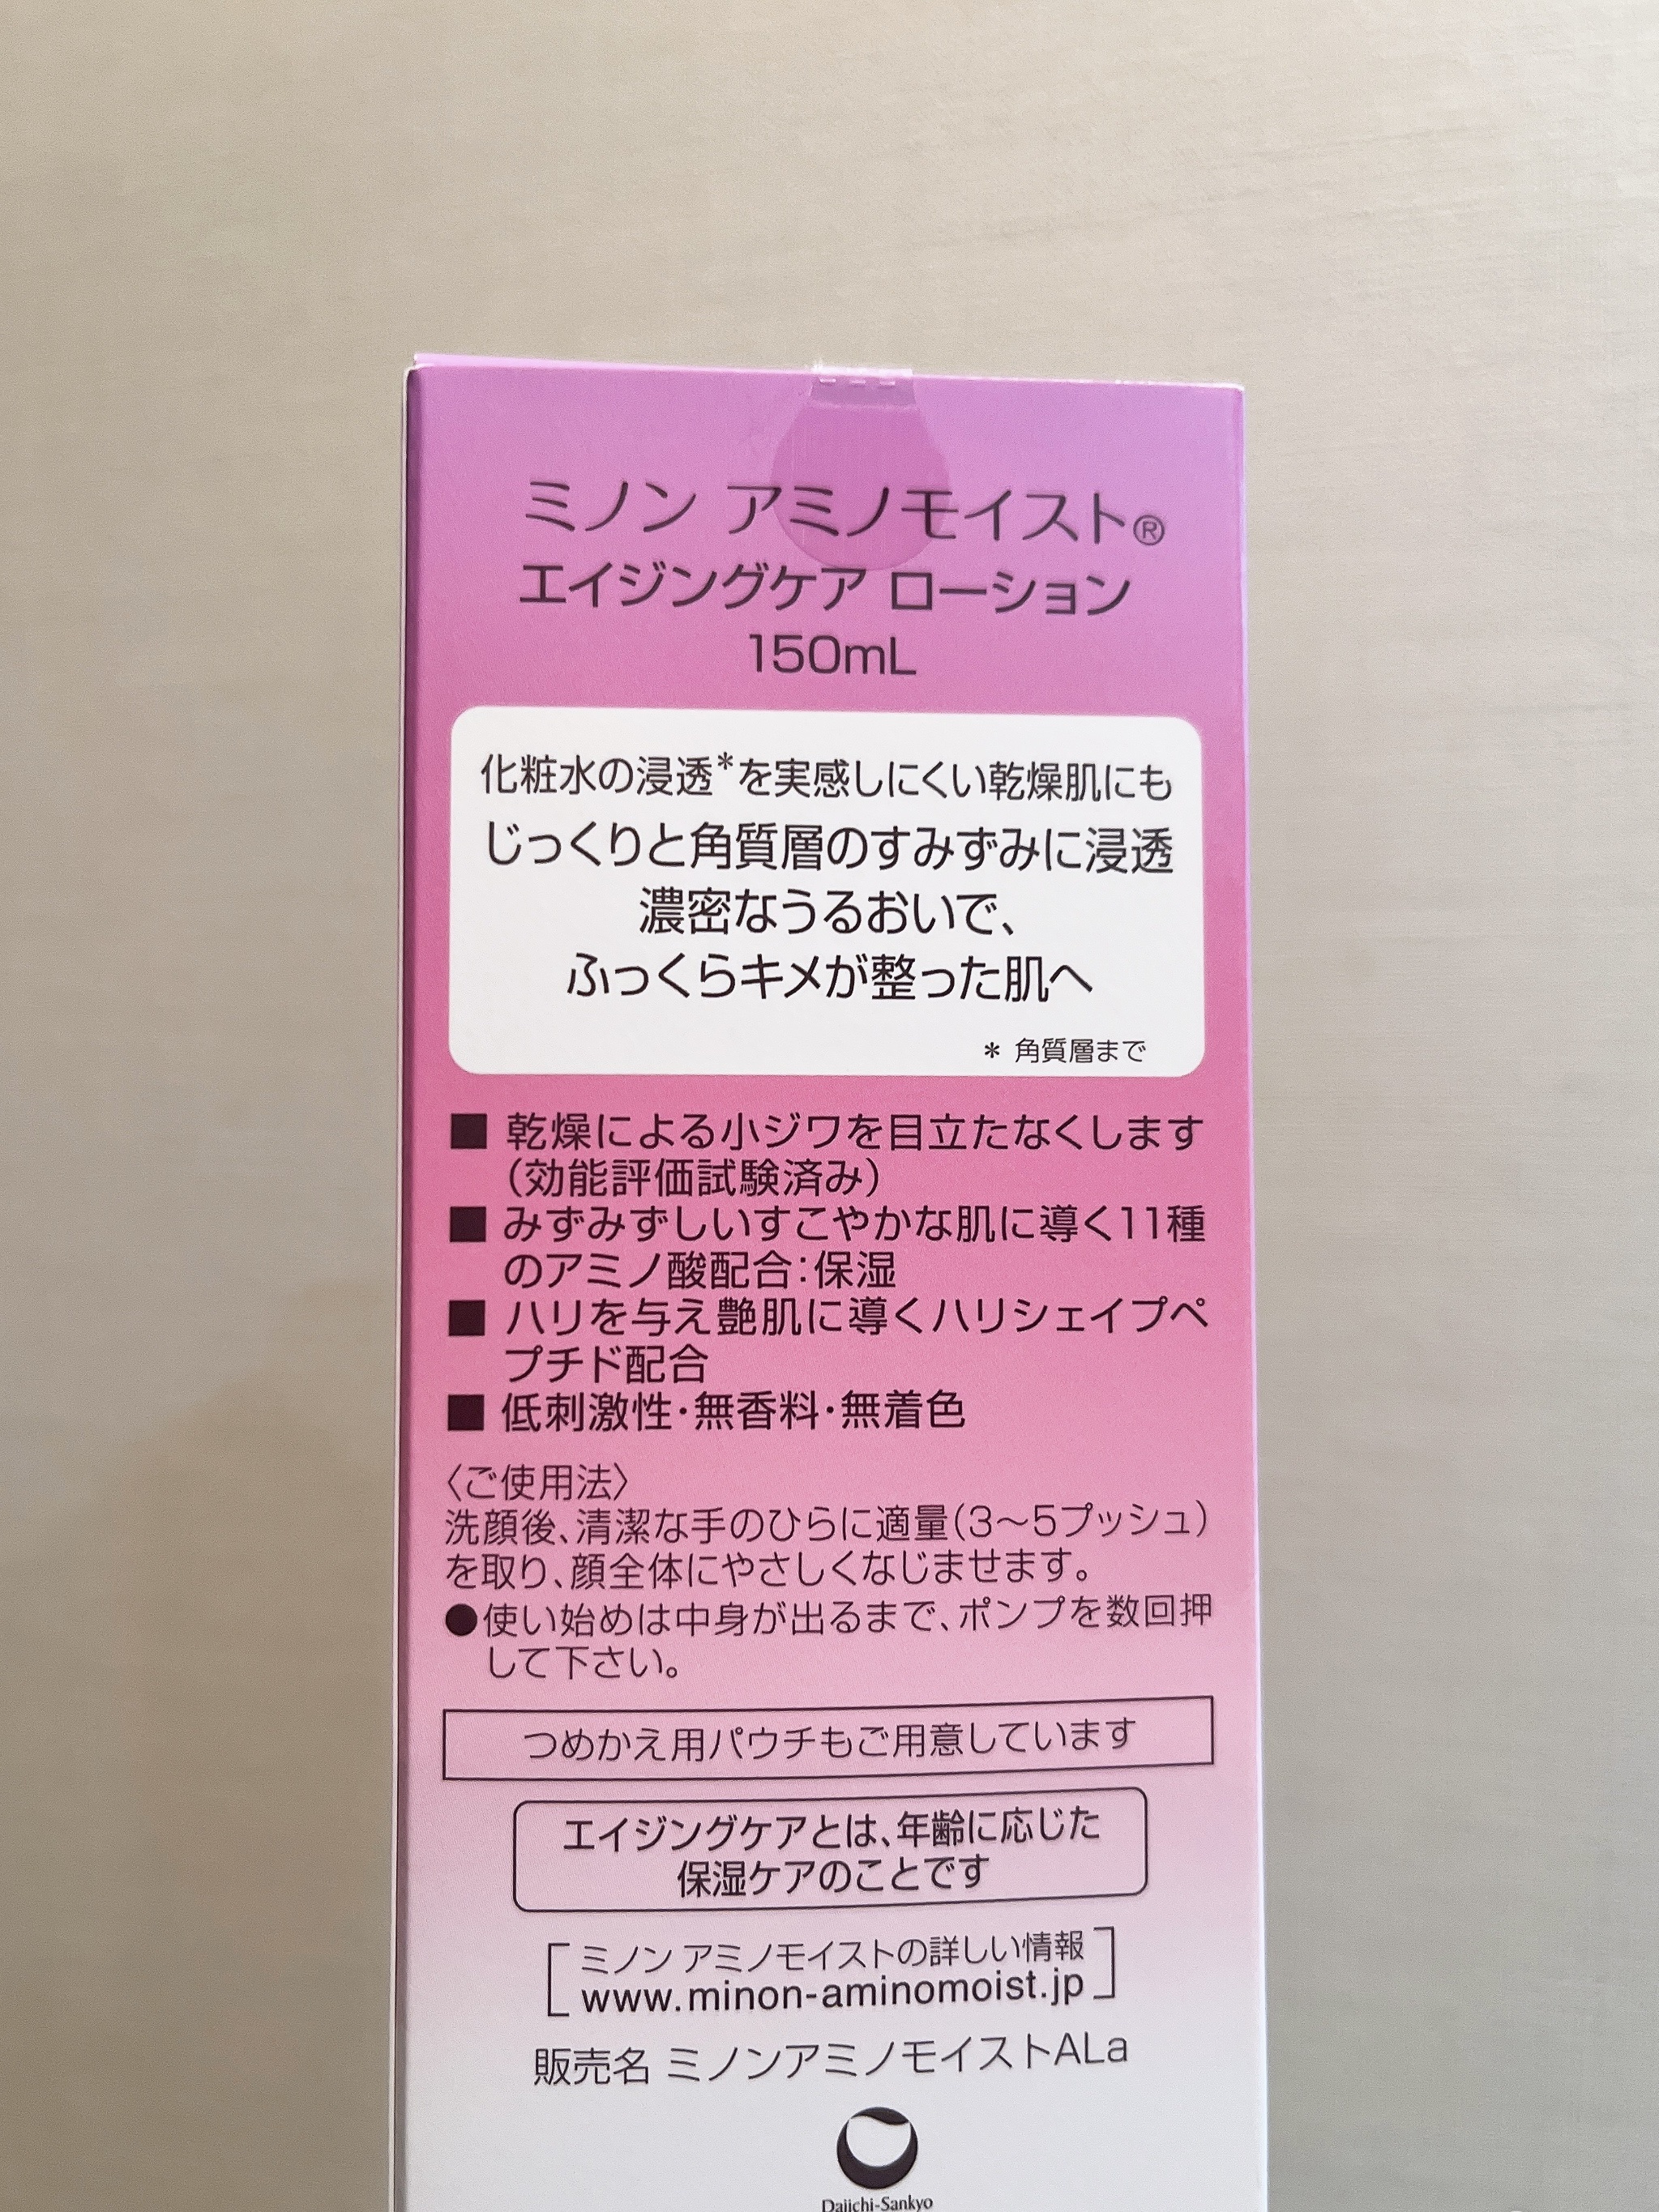 ミノン アミノモイスト®
エイジングケア ローション
150mL
化粧水の浸透*を実感しにくい乾燥肌にも
じっくりと角質層のすみずみに浸透
濃密なうるおいで、
ふっくらキメが整った肌へ
* 角質層まで
■ 乾燥による小ジワを目立たなくします
(効能評価試験済み)
■ みずみずしいすこやかな肌に導く11種
のアミノ酸配合:保湿
■ ハリを与え艶肌に導くハリシェイプペ
プチド配合
■ 低刺激性・無香料・無着色
〈ご使用法〉
洗顔後、清潔な手のひらに適量(3〜5プッシュ)
を取り、顔全体にやさしくなじませます。
●使い始めは中身が出るまで、ポンプを数回押
して下さい。
つめかえ用パウチもご用意しています
エイジングケアとは、年齢に応じた
保湿ケアのことです
ミノン アミノモイストの詳しい情報
www.minon-aminomoist.jp
販売名 ミノンアミノモイストALa
Daiichi-Sankyo